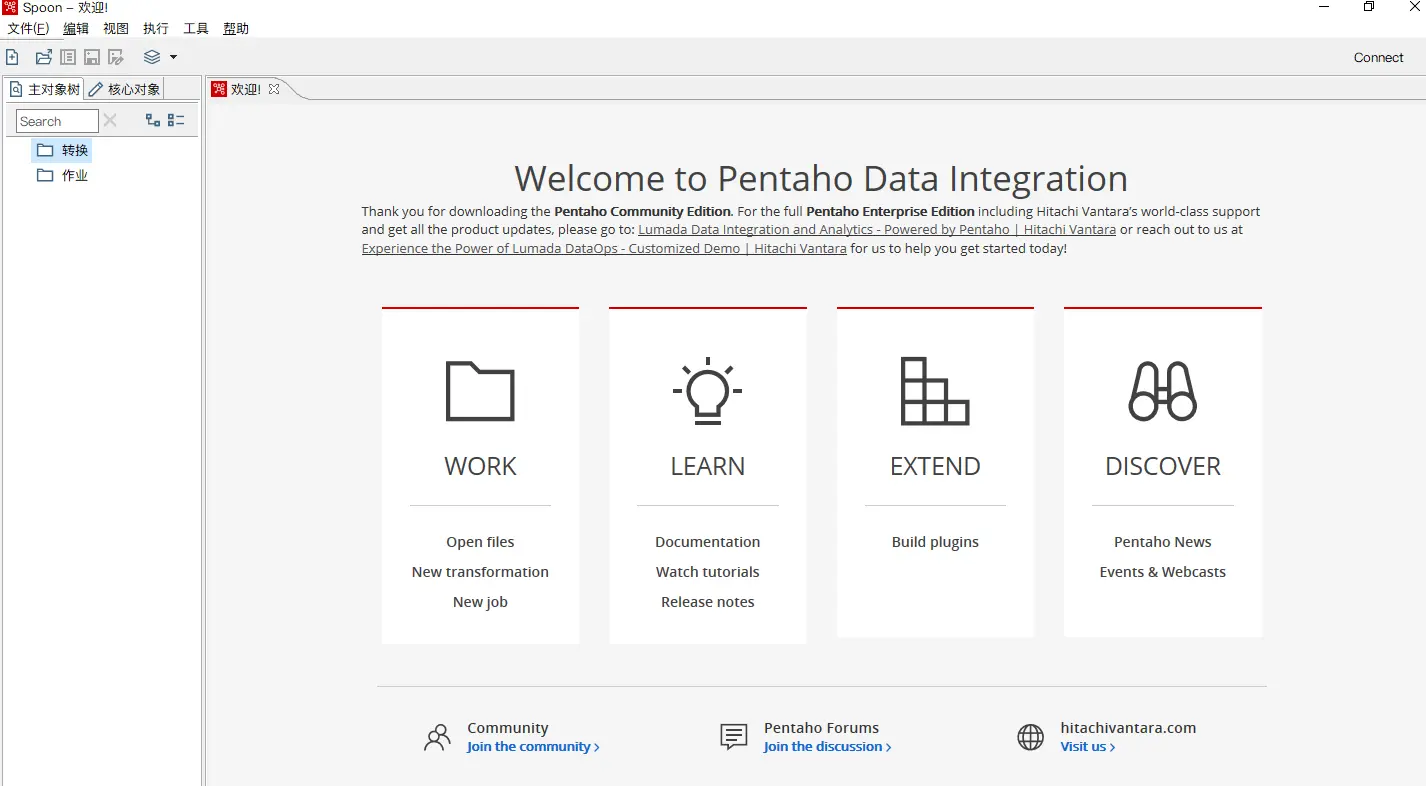 Spoon – 欢迎!
文件(F) 编辑 视图 执行 工具 帮助
Connect
主对象树 核心对象
欢迎!
Search
转换
作业
Welcome to Pentaho Data Integration
Thank you for downloading the Pentaho Community Edition. For the full Pentaho Enterprise Edition including Hitachi Vantara's world-class support
and get all the product updates, please go to: Lumada Data Integration and Analytics - Powered by Pentaho | Hitachi Vantara or reach out to us at
Experience the Power of Lumada DataOps - Customized Demo | Hitachi Vantara for us to help you get started today!
WORK
Open files
New transformation
New job
LEARN
Documentation
Watch tutorials
Release notes
EXTEND
Build plugins
DISCOVER
Pentaho News
Events & Webcasts
Community
Join the community ›
Pentaho Forums
Join the discussion ›
hitachivantara.com
Visit us ›